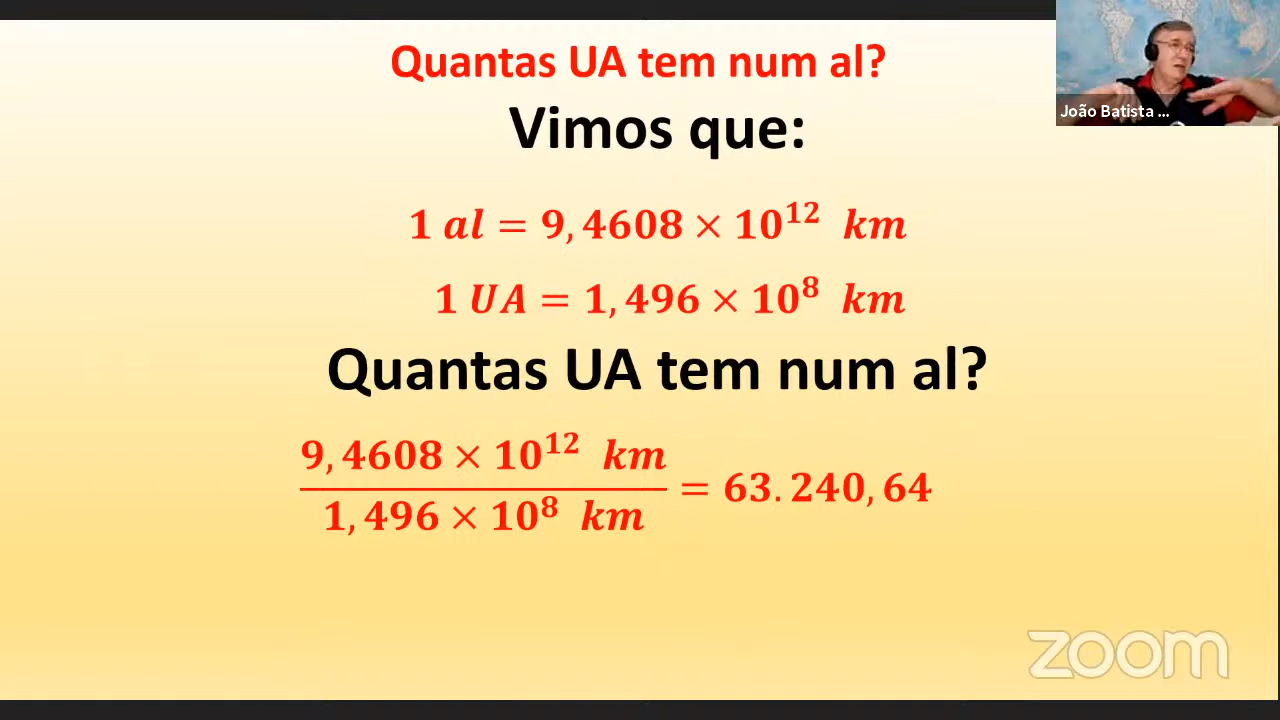 Quantas UA tem num al?
Vimos que:
João Batista ...
1 al = 9,4608 × 10¹² km
1 UA = 1,496 × 10⁸ km
Quantas UA tem num al?
9,4608 × 10¹² km
1,496 × 10⁸ km
= 63.240,64
zoom